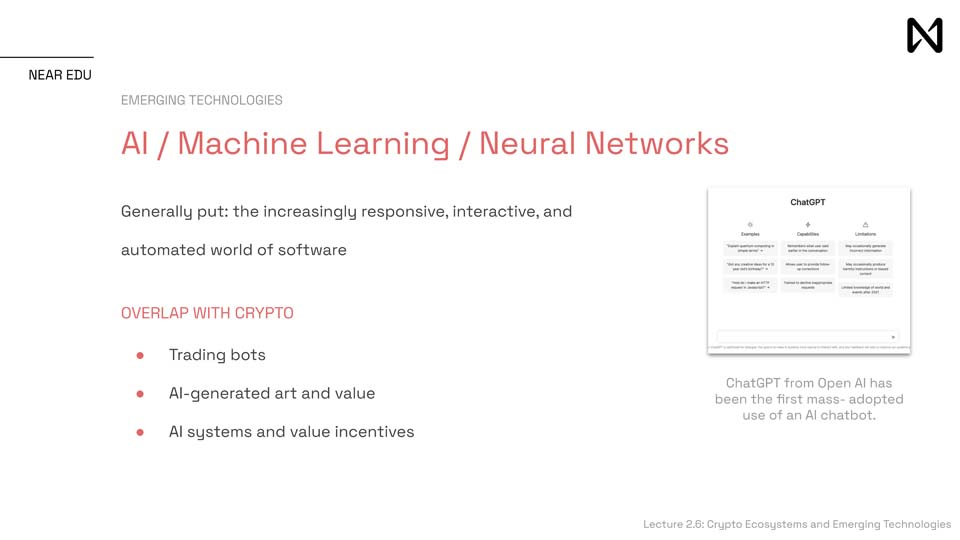 NEAR EDU
EMERGING TECHNOLOGIES
AI / Machine Learning / Neural Networks
Generally put: the increasingly responsive, interactive, and
automated world of software
OVERLAP WITH CRYPTO
Trading bots
AI-generated art and value
AI systems and value incentives
ChatGPT
Examples
Capabilities
Limitations
"Explain quantum computing in
simple terms" →
Remembers what user said
earlier in the conversation
May occasionally generate
incorrect information
"Got any creative ideas for a 10
year old's birthday?" →
Allows user to provide follow-
up corrections
May occasionally produce
harmful instructions or biased
content
"How do I make an HTTP
request in Javascript?" →
Trained to decline inappropriate
requests
Limited knowledge of world and
events after 2021
ChatGPT from Open AI has
been the first mass- adopted
use of an AI chatbot.
Lecture 2.6: Crypto Ecosystems and Emerging Technologies